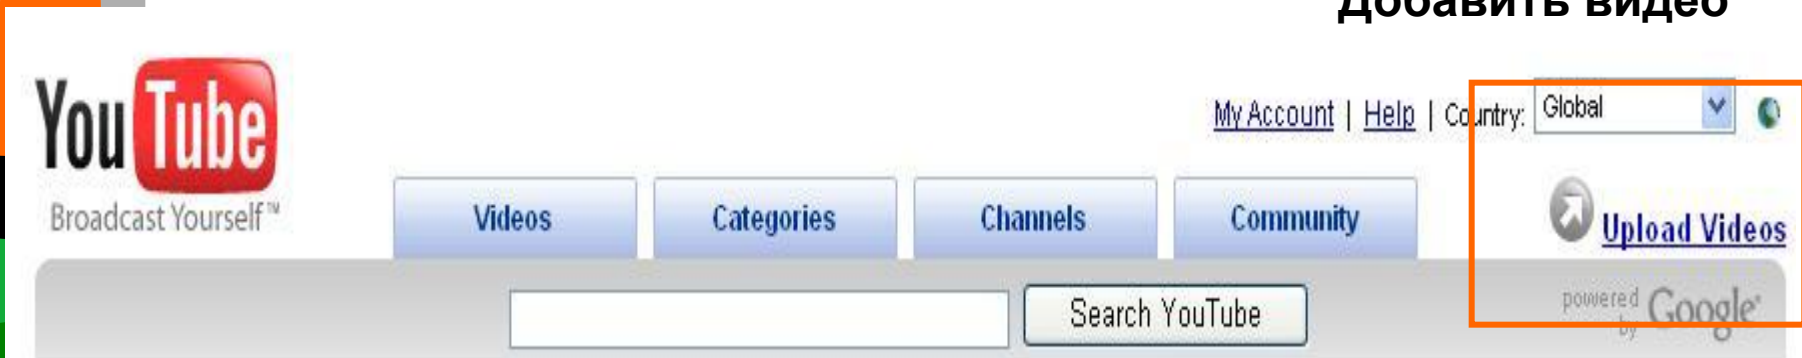 Добавить видео
YouTube
Broadcast Yourself™
My Account | Help | Country: Global
Videos Categories Channels Community
Upload Videos
Search YouTube
powered by Google